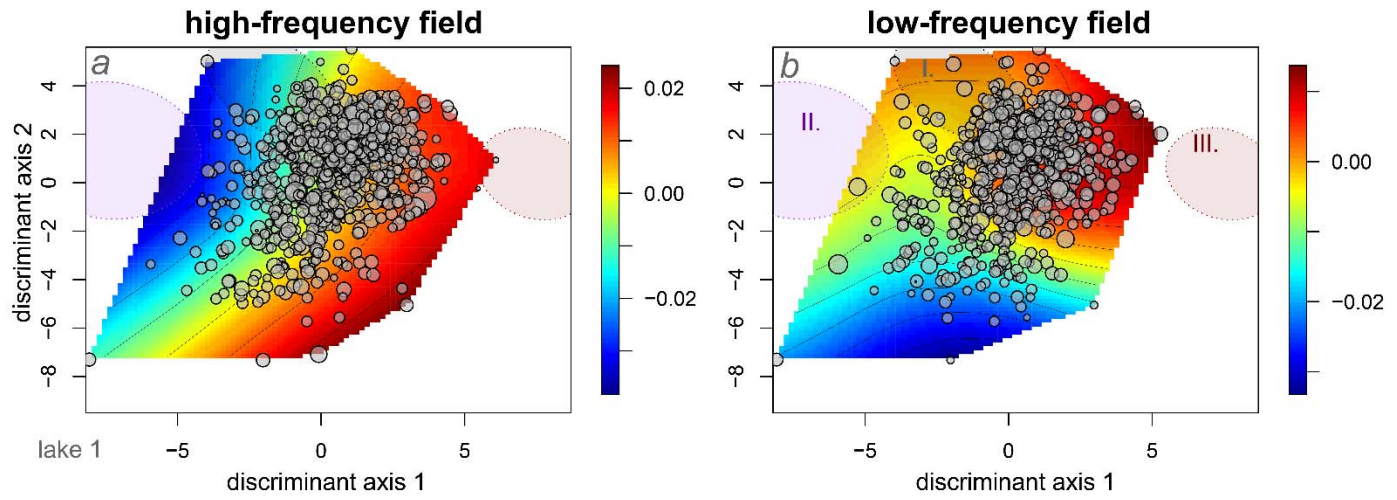 high-frequency field
low-frequency field
a
4
2
0
−2
−4
−6
−8
discriminant axis 2
−5
0
5
discriminant axis 1
lake 1
0.02
0.00
−0.02
b
I.
II.
III.
4
2
0
−2
−4
−6
−8
−5
0
5
discriminant axis 1
0.00
−0.02